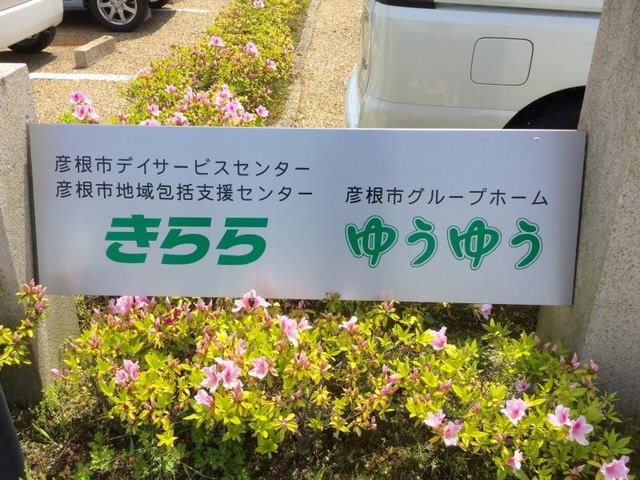 彦根市デイサービスセンター
彦根市地域包括支援センター
きらら
彦根市グループホーム
ゆうゆう